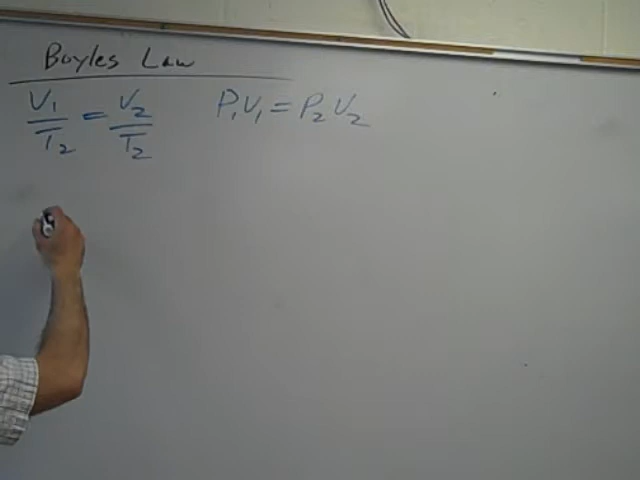 Boyles Law
V₁/T₂ = V₂/T₂ P₁V₁ = P₂V₂